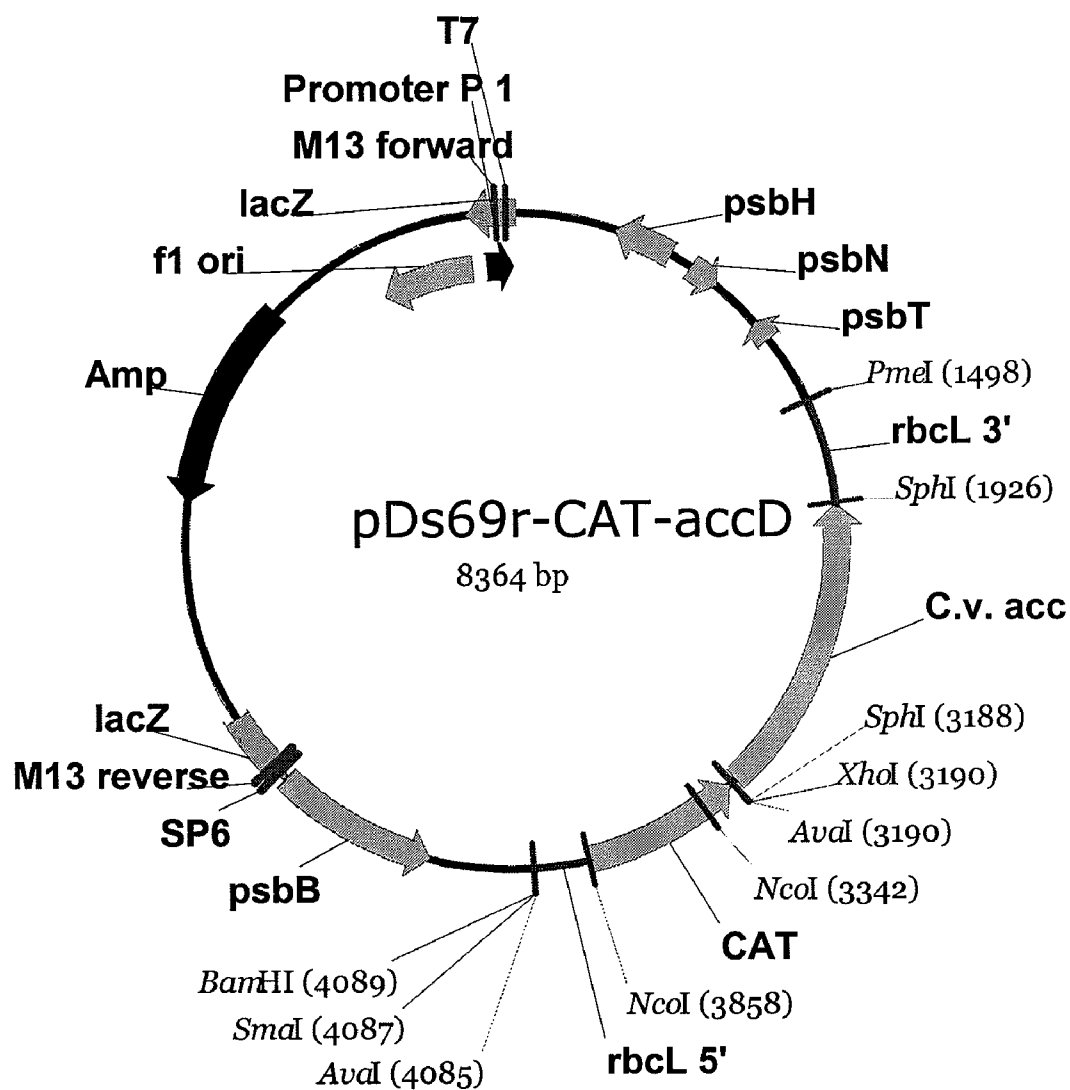 T7
Promoter P 1
M13 forward
lacZ
f1 ori
Amp
psbH
psbN
psbT
PmeI (1498)
rbcL 3'
SphI (1926)
pDs69r-CAT-accD
8364 bp
C.v. acc
SphI (3188)
XhoI (3190)
AvaI (3190)
NcoI (3342)
CAT
NcoI (3858)
rbcL 5'
lacZ
M13 reverse
SP6
psbB
BamHI (4089)
SmaI (4087)
AvaI (4085)